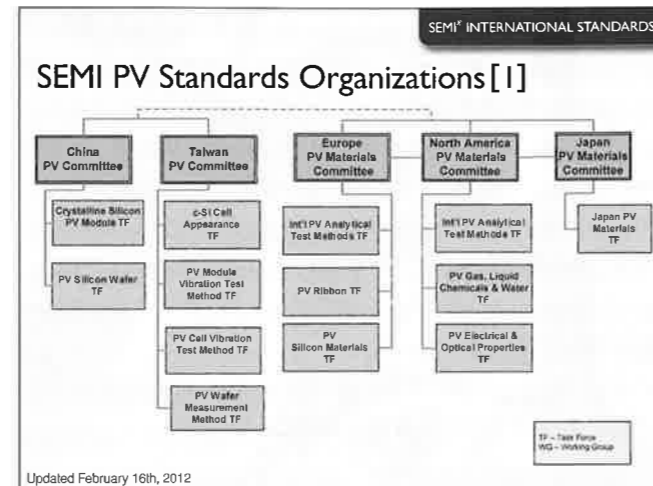 SEMI® INTERNATIONAL STANDARDS
SEMI PV Standards Organizations [1]
China
PV Committee
Taiwan
PV Committee
Europe
PV Materials
Committee
North America
PV Materials
Committee
Japan
PV Materials
Committee
Crystalline Silicon
PV Module TF
PV Silicon Wafer
TF
c-Si Cell
Appearance
TF
PV Module
Vibration Test
Method TF
PV Cell Vibration
Test Method TF
PV Wafer
Measurement
Method TF
Int'l PV Analytical
Test Methods TF
PV Ribbon TF
PV
Silicon Materials
TF
Int'l PV Analytical
Test Methods TF
PV Gas, Liquid
Chemicals & Water
TF
PV Electrical &
Optical Properties
TF
Japan PV
Materials
TF
TF – Task Force
WG – Working Group
Updated February 16th, 2012